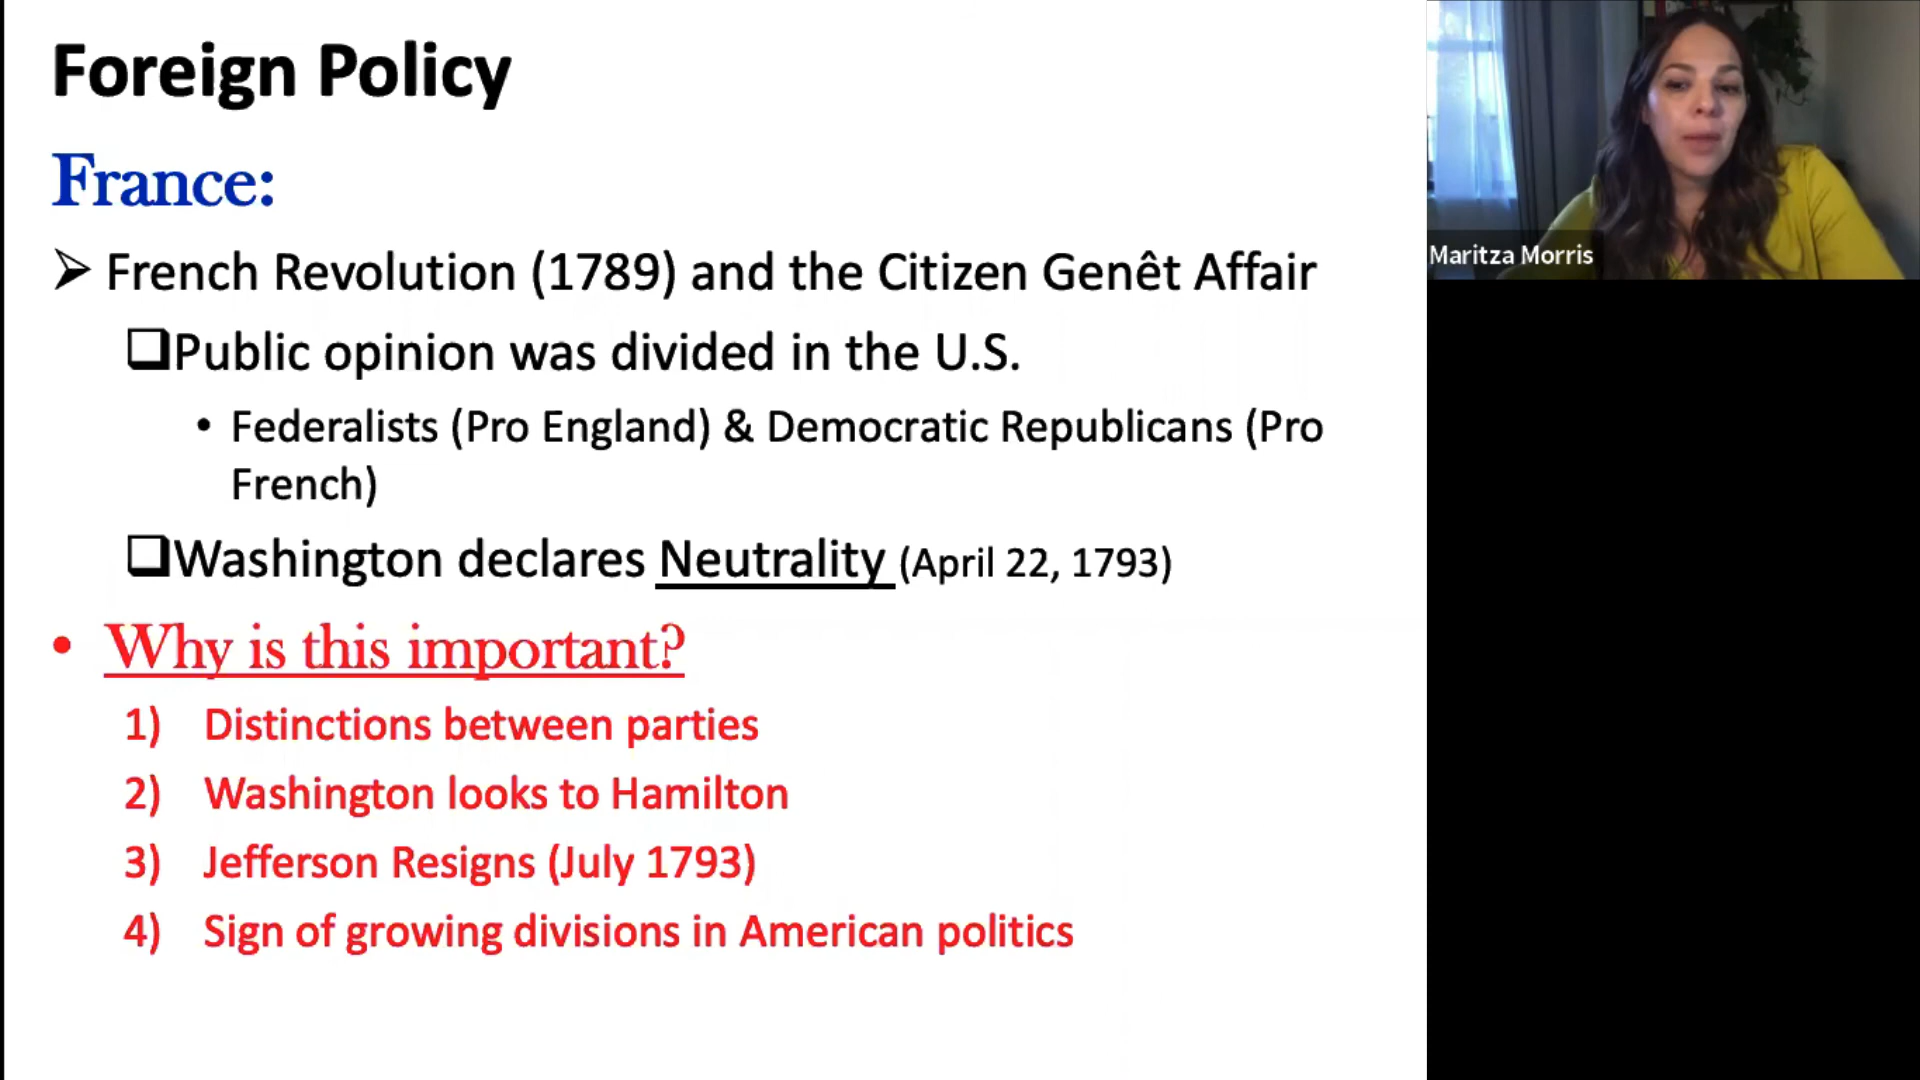 Foreign Policy
France:
➢ French Revolution (1789) and the Citizen Genêt Affair
❑Public opinion was divided in the U.S.
• Federalists (Pro England) & Democratic Republicans (Pro
French)
❑Washington declares Neutrality (April 22, 1793)
• Why is this important?
1) Distinctions between parties
2) Washington looks to Hamilton
3) Jefferson Resigns (July 1793)
4) Sign of growing divisions in American politics
Maritza Morris